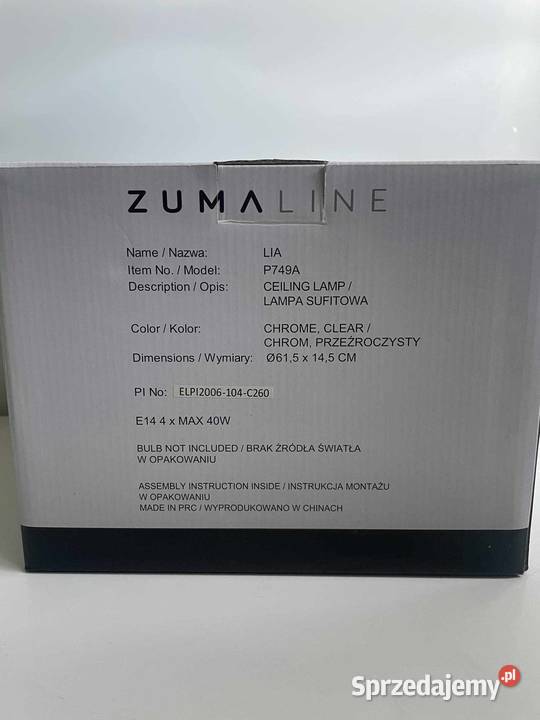 ZUMALINE
Name / Nazwa: LIA
Item No. / Model: P749A
Description / Opis: CEILING LAMP /
LAMPA SUFITOWA
Color / Kolor: CHROME, CLEAR /
CHROM, PRZEŹROCZYSTY
Dimensions / Wymiary: Ø61,5 x 14,5 CM
PI No: ELPI2006-104-C260
E14 4 x MAX 40W
BULB NOT INCLUDED / BRAK ŹRÓDŁA ŚWIATŁA
W OPAKOWANIU
ASSEMBLY INSTRUCTION INSIDE / INSTRUKCJA MONTAŻU
W OPAKOWANIU
MADE IN PRC / WYPRODUKOWANO W CHINACH
Sprzedajemy.pl